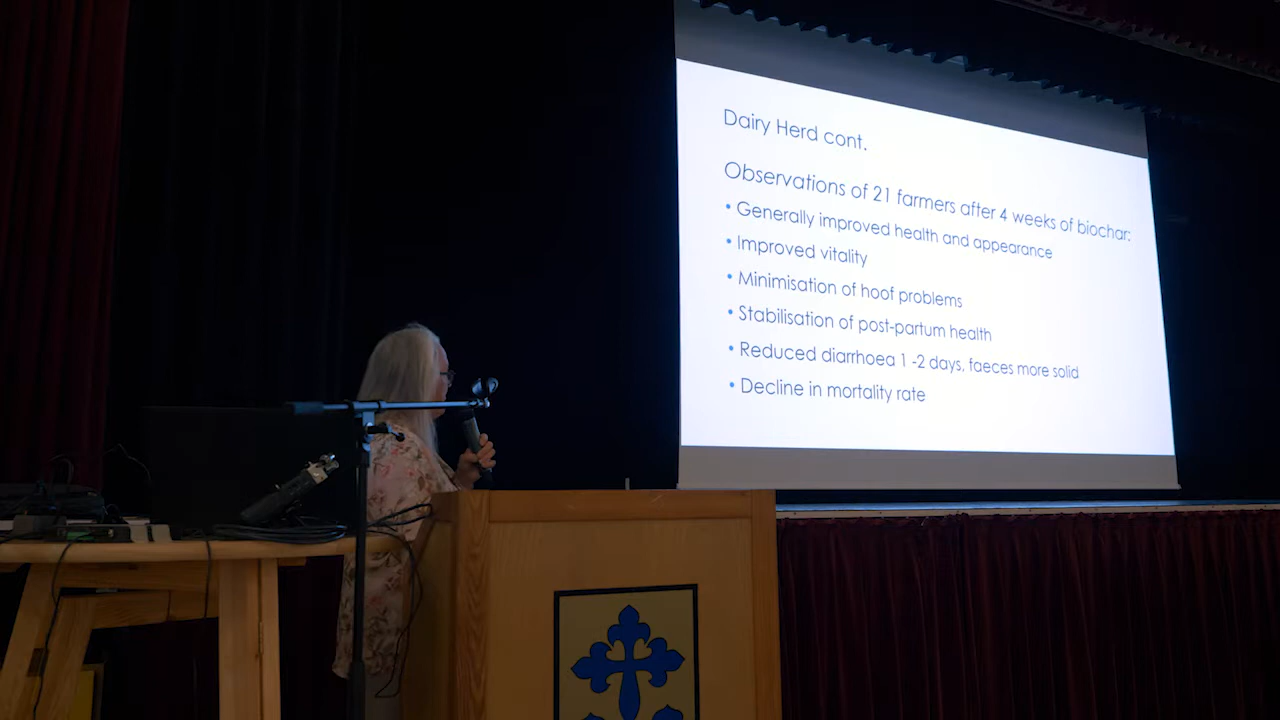 Dairy Herd cont.
Observations of 21 farmers after 4 weeks of biochar:
• Generally improved health and appearance
• Improved vitality
• Minimisation of hoof problems
• Stabilisation of post-partum health
• Reduced diarrhoea 1 -2 days, faeces more solid
• Decline in mortality rate